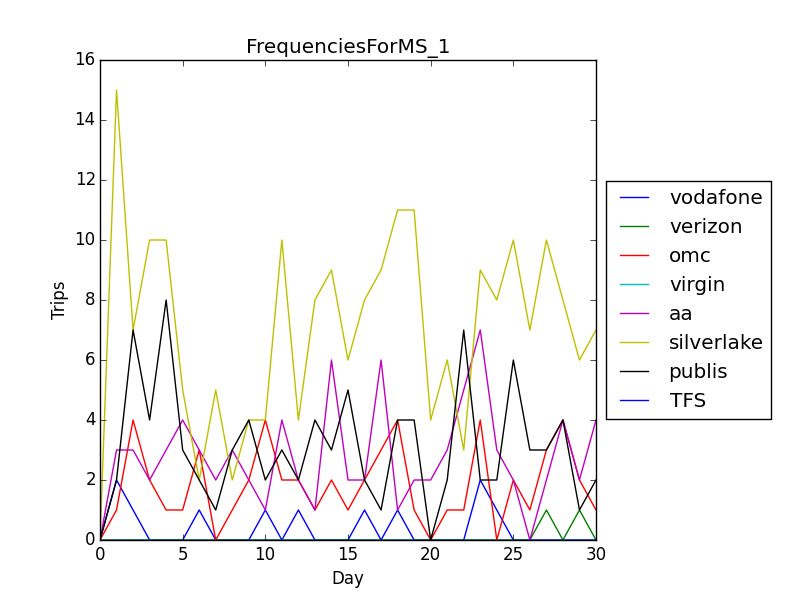 FrequenciesForMS_1
16
14
12
10
8
6
4
2
0
Trips
0 5 10 15 20 25 30
Day
vodafone
verizon
omc
virgin
aa
silverlake
publis
TFS